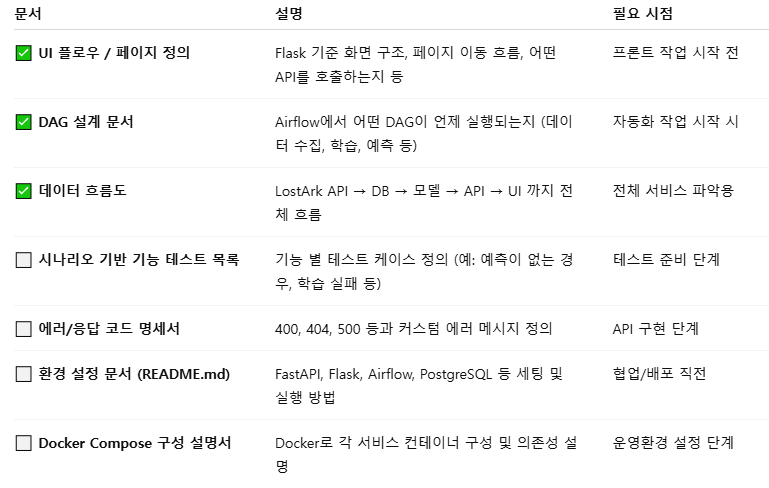 문서 설명 필요 시점
✅ UI 플로우 / 페이지 정의 Flask 기준 화면 구조, 페이지 이동 흐름, 어떤 프론트 작업 시작 전
API를 호출하는지 등
✅ DAG 설계 문서 Airflow에서 어떤 DAG이 언제 실행되는지 (데이 자동화 작업 시작 시
터 수집, 학습, 예측 등)
✅ 데이터 흐름도 LostArk API → DB → 모델 → API → UI 까지 전 전체 서비스 파악용
체 흐름
⬜ 시나리오 기반 기능 테스트 목록 기능 별 테스트 케이스 정의 (예: 예측이 없는 경 테스트 준비 단계
우, 학습 실패 등)
⬜ 에러/응답 코드 명세서 400, 404, 500 등과 커스텀 에러 메시지 정의 API 구현 단계
⬜ 환경 설정 문서 (README.md) FastAPI, Flask, Airflow, PostgreSQL 등 세팅 및 협업/배포 직전
실행 방법
⬜ Docker Compose 구성 설명서 Docker로 각 서비스 컨테이너 구성 및 의존성 설 운영환경 설정 단계
명